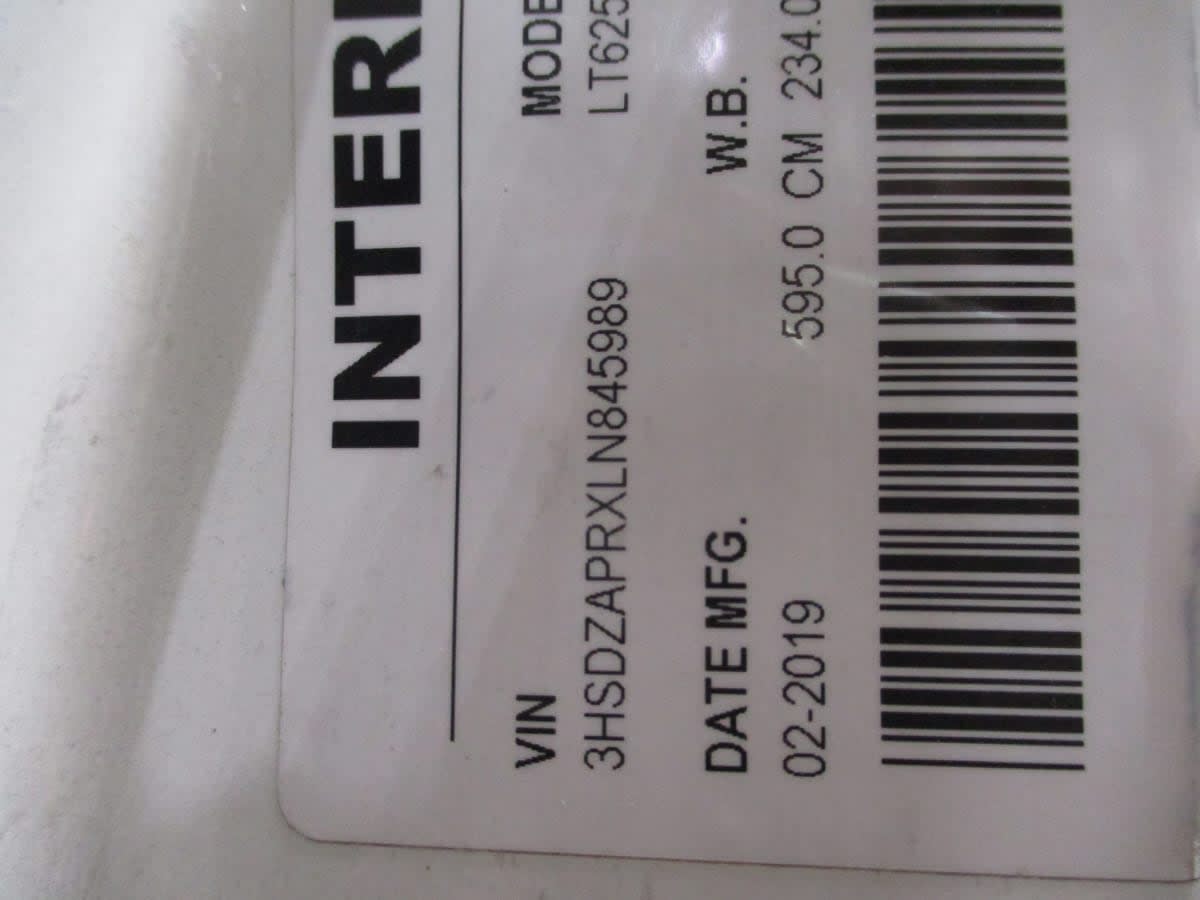 INTER
VIN
3HSDZAPRXLN845989
MODE
LT625
DATE MFG.
02-2019
W.B.
595.0 CM 234.0